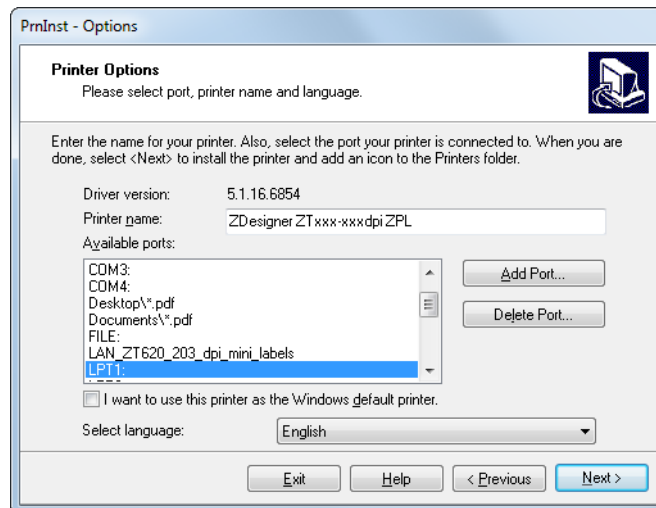 PrnInst - Options
Printer Options
Please select port, printer name and language.
Enter the name for your printer. Also, select the port your printer is connected to. When you are
done, select <Next> to install the printer and add an icon to the Printers folder.
Driver version: 5.1.16.6854
Printer name: ZDesigner ZTxxx-xxxdpi ZPL
Available ports:
COM3:
COM4:
Desktop\*.pdf
Documents\*.pdf
FILE:
LAN_ZT620_203_dpi_mini_labels
LPT1:
Add Port...
Delete Port...
I want to use this printer as the Windows default printer.
Select language: English
Exit Help < Previous Next >